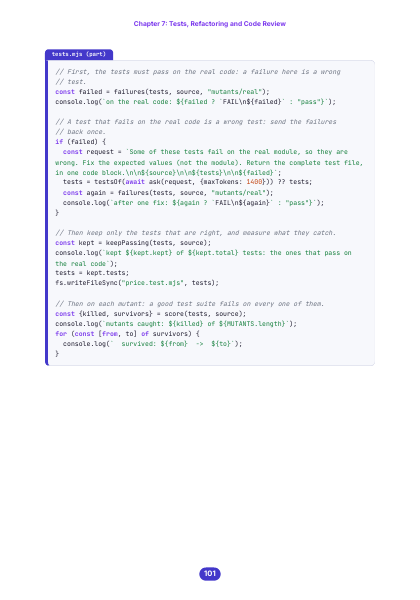 Chapter 7: Tests, Refactoring and Code Review
tests.mjs (part)
// First, the tests must pass on the real code: a failure here is a wrong
// test.
const failed = failures(tests, source, "mutants/real");
console.log(`on the real code: ${failed ? `FAIL\n${failed}` : "pass"}`);
// A test that fails on the real code is a wrong test: send the failures
// back once.
if (failed) {
  const request = `Some of these tests fail on the real module, so they are
wrong. Fix the expected values (not the module). Return the complete test file,
in one code block.\n\n${source}\n\n${tests}\n\n${failed}`;
  tests = testsOf(await ask(request, {maxTokens: 1400})) ?? tests;
  const again = failures(tests, source, "mutants/real");
  console.log(`after one fix: ${again ? `FAIL\n${again}` : "pass"}`);
}
// Then keep only the tests that are right, and measure what they catch.
const kept = keepPassing(tests, source);
console.log(`kept ${kept.kept} of ${kept.total} tests: the ones that pass on
the real code`);
tests = kept.tests;
fs.writeFileSync("price.test.mjs", tests);
// Then on each mutant: a good test suite fails on every one of them.
const {killed, survivors} = score(tests, source);
console.log(`mutants caught: ${killed} of ${MUTANTS.length}`);
for (const [from, to] of survivors) {
  console.log(`  survived: ${from}  ->  ${to}`);
}
101